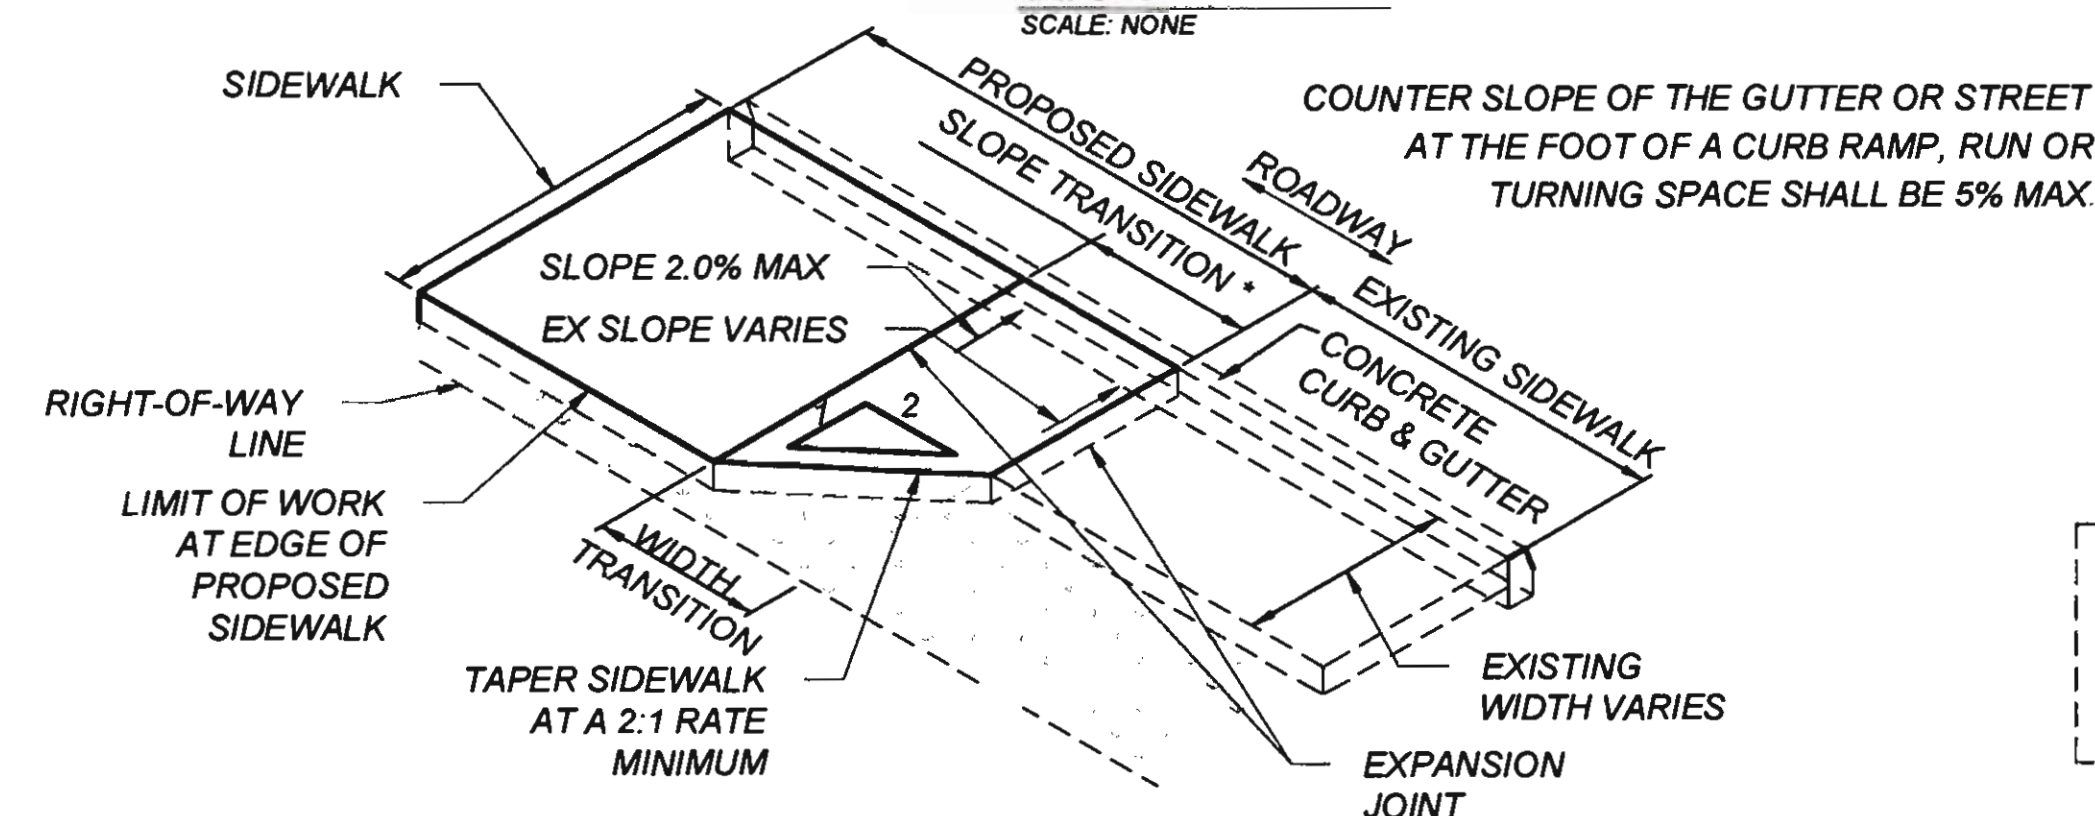 SCALE: NONE
SIDEWALK
PROPOSED SIDEWALK
SLOPE TRANSITION *
ROADWAY
COUNTER SLOPE OF THE GUTTER OR STREET
AT THE FOOT OF A CURB RAMP, RUN OR
TURNING SPACE SHALL BE 5% MAX.
SLOPE 2.0% MAX
EX SLOPE VARIES
EXISTING SIDEWALK
CONCRETE
CURB & GUTTER
RIGHT-OF-WAY
LINE
1
2
LIMIT OF WORK
AT EDGE OF
PROPOSED
SIDEWALK
WIDTH
TRANSITION
TAPER SIDEWALK
AT A 2:1 RATE
MINIMUM
EXISTING
WIDTH VARIES
EXPANSION
JOINT